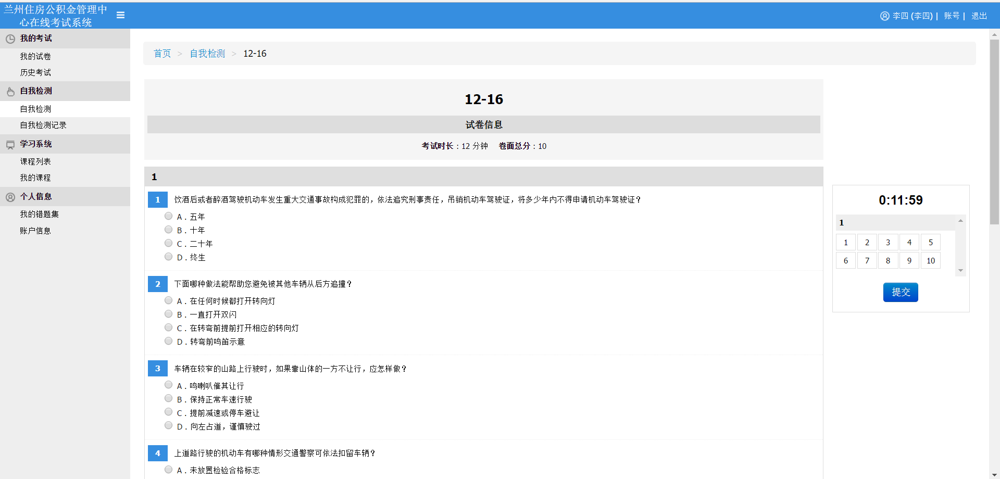 兰州住房公积金管理中
心在线考试系统
李四 (李四) | 账号 | 退出
我的考试
我的试卷
历史考试
自我检测
自我检测
自我检测记录
学习系统
课程列表
我的课程
个人信息
我的错题集
账户信息
首页 > 自我检测 > 12-16
12-16
试卷信息
考试时长：12 分钟 卷面总分：10
1
1 饮酒后或者醉酒驾驶机动车发生重大交通事故构成犯罪的，依法追究刑事责任，吊销机动车驾驶证，将多少年内不得申请机动车驾驶证？
A．五年
B．十年
C．二十年
D．终生
2 下面哪种做法能帮助您避免被其他车辆从后方追撞？
A．在任何时候都打开转向灯
B．一直打开双闪
C．在转弯前提前打开相应的转向灯
D．转弯前鸣笛示意
3 车辆在较窄的山路上行驶时，如果靠山体的一方不让行，应怎样做？
A．鸣喇叭催其让行
B．保持正常车速行驶
C．提前减速或停车避让
D．向左占道，谨慎驶过
4 上道路行驶的机动车有哪种情形交通警察可依法扣留车辆？
A．未放置检验合格标志
0:11:59
1
1 2 3 4 5
6 7 8 9 10
提交